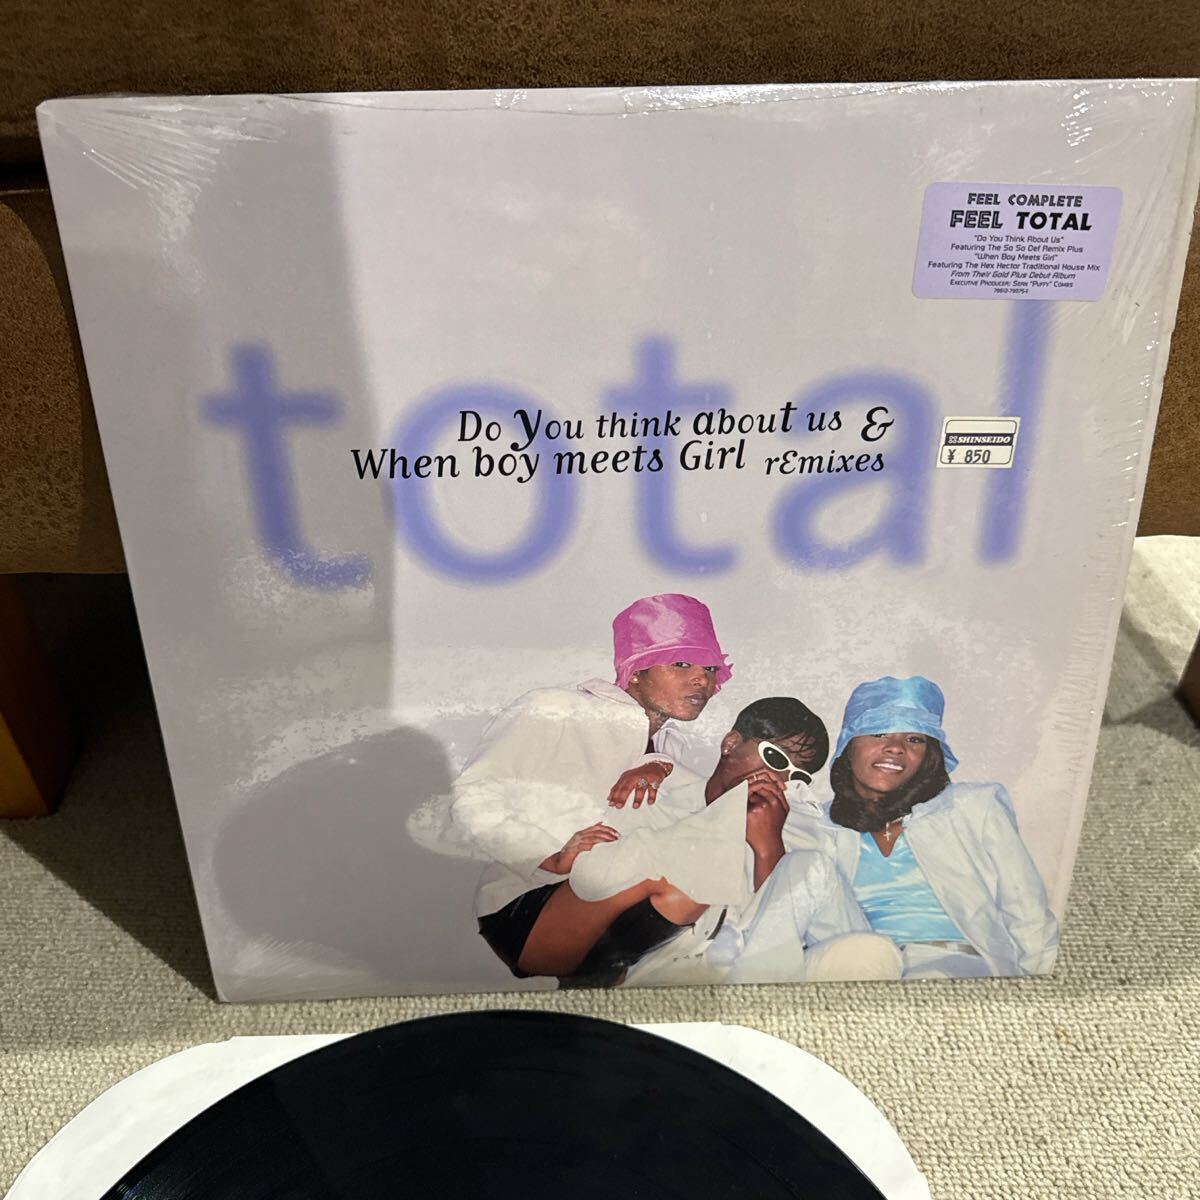 FEEL COMPLETE
FEEL TOTAL
"Do You Think About Us"
Featuring The So So Def Remix Plus
"When Boy Meets Girl"
Featuring The Hex Hector Traditional House Mix
From Their Gold Plus Debut Album
Executive Producer: Sean "Puffy" Combs
total
Do You think about us &
When boy meets Girl rEmixes
SHINSEIDO
¥ 850